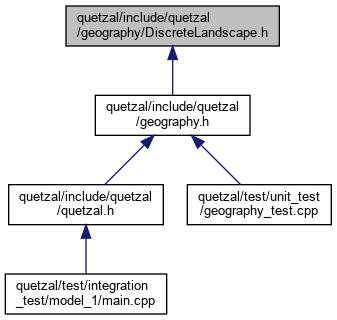 quetzal/include/quetzal
/geography/DiscreteLandscape.h
quetzal/include/quetzal
/geography.h
quetzal/include/quetzal
/quetzal.h
quetzal/test/unit_test
/geography_test.cpp
quetzal/test/integration
_test/model_1/main.cpp